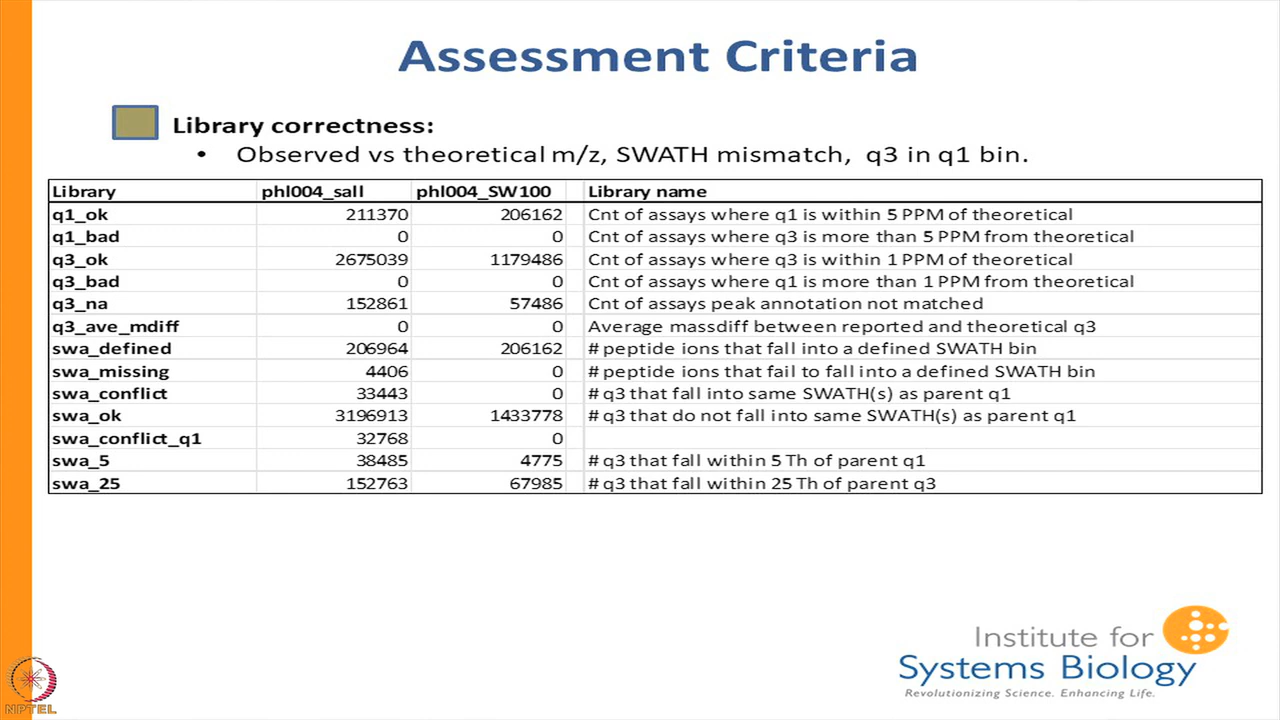 Assessment Criteria
Library correctness:
• Observed vs theoretical m/z, SWATH mismatch, q3 in q1 bin.
Library phl004_sall phl004_SW100 Library name
q1_ok 211370 206162 Cnt of assays where q1 is within 5 PPM of theoretical
q1_bad 0 0 Cnt of assays where q3 is more than 5 PPM from theoretical
q3_ok 2675039 1179486 Cnt of assays where q3 is within 1 PPM of theoretical
q3_bad 0 0 Cnt of assays where q1 is more than 1 PPM from theoretical
q3_na 152861 57486 Cnt of assays peak annotation not matched
q3_ave_mdiff 0 0 Average massdiff between reported and theoretical q3
swa_defined 206964 206162 # peptide ions that fall into a defined SWATH bin
swa_missing 4406 0 # peptide ions that fail to fall into a defined SWATH bin
swa_conflict 33443 0 # q3 that fall into same SWATH(s) as parent q1
swa_ok 3196913 1433778 # q3 that do not fall into same SWATH(s) as parent q1
swa_conflict_q1 32768 0
swa_5 38485 4775 # q3 that fall within 5 Th of parent q1
swa_25 152763 67985 # q3 that fall within 25 Th of parent q3
Institute for
Systems Biology
Revolutionizing Science. Enhancing Life.
NPTEL